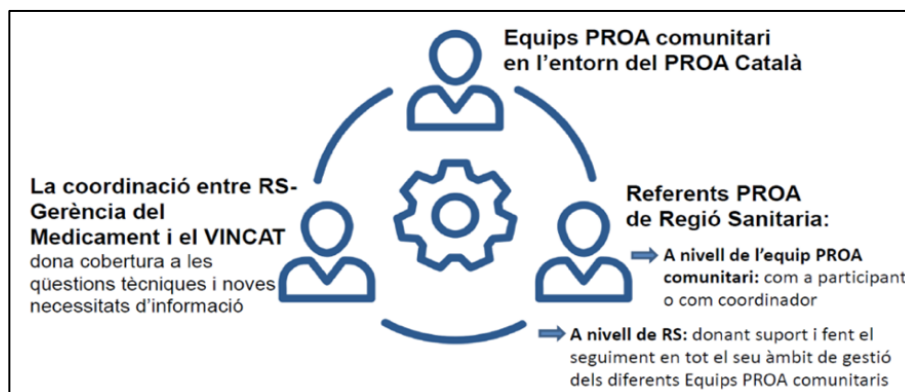 Equips PROA comunitari
en l'entorn del PROA Català
La coordinació entre RS-
Gerència del
Medicament i el VINCAT
dona cobertura a les
qüestions tècniques i noves
necessitats d'informació
Referents PROA
de Regió Sanitaria:
A nivell de l'equip PROA
comunitari: com a participant
o com coordinador
A nivell de RS: donant suport i fent el
seguiment en tot el seu àmbit de gestió
dels diferents Equips PROA comunitaris